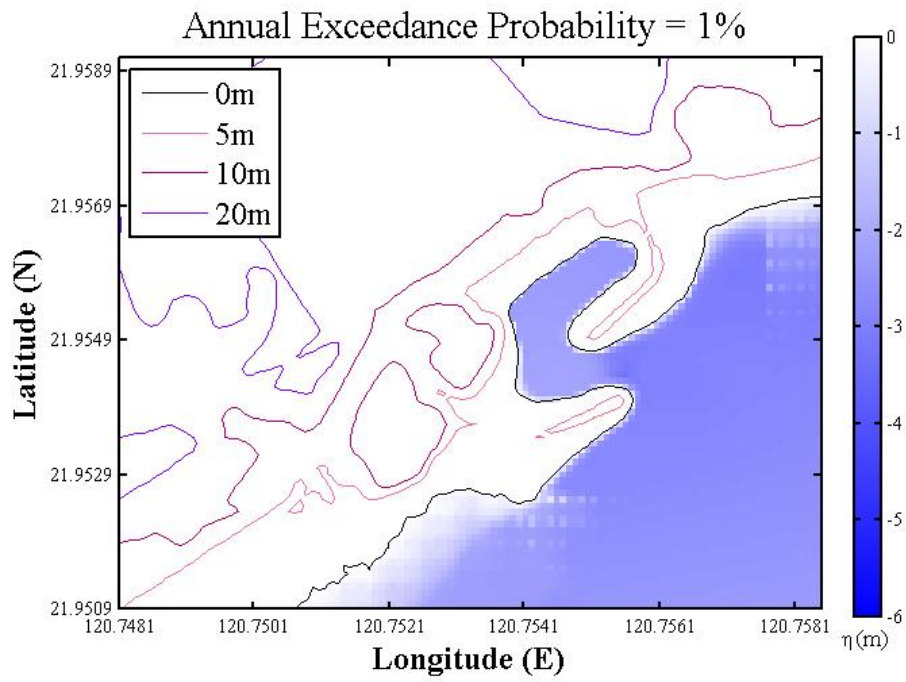 Annual Exceedance Probability = 1%
0m
5m
10m
20m
21.9589
21.9569
21.9549
21.9529
21.9509
Latitude (N)
120.7481 120.7501 120.7521 120.7541 120.7561 120.7581
Longitude (E)
0
-1
-2
-3
-4
-5
-6
η(m)